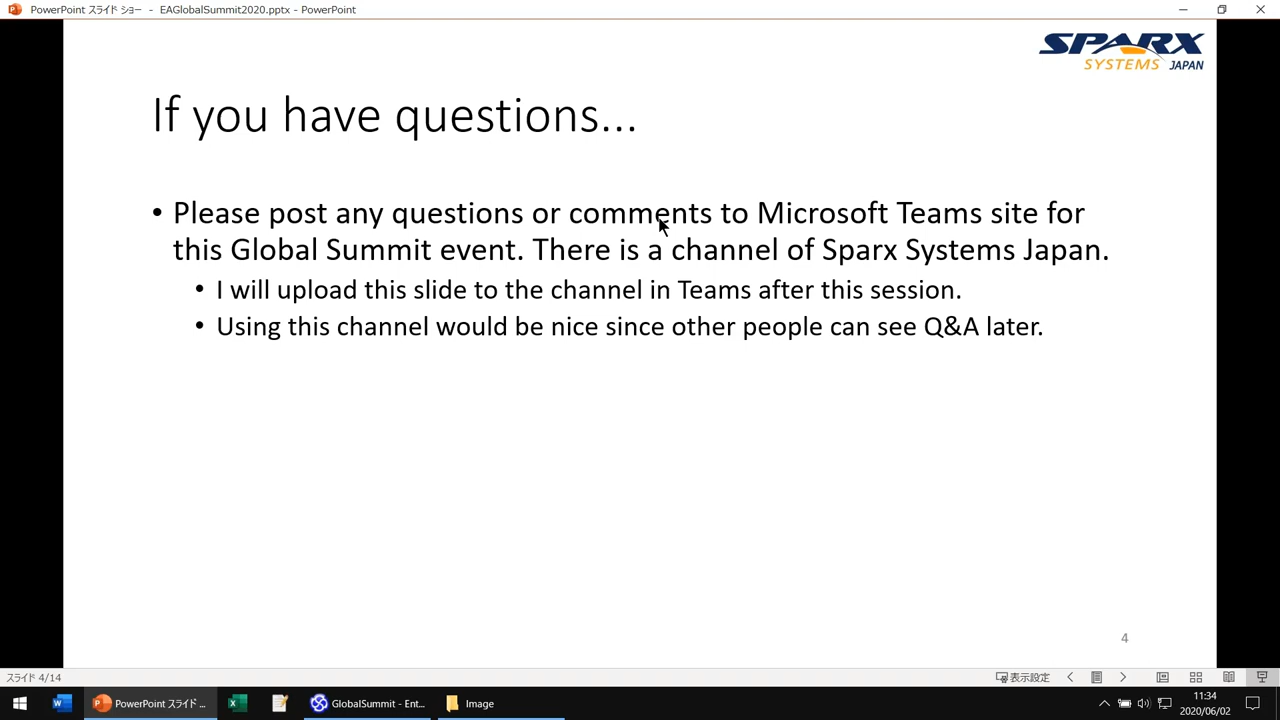 PowerPoint スライド ショー - EAGlobalSummit2020.pptx - PowerPoint
SPARX
SYSTEMS JAPAN
If you have questions...
• Please post any questions or comments to Microsoft Teams site for
this Global Summit event. There is a channel of Sparx Systems Japan.
• I will upload this slide to the channel in Teams after this session.
• Using this channel would be nice since other people can see Q&A later.
4
スライド 4/14
表示設定
PowerPoint スライド ...
GlobalSummit - Ent...
Image
11:34
2020/06/02